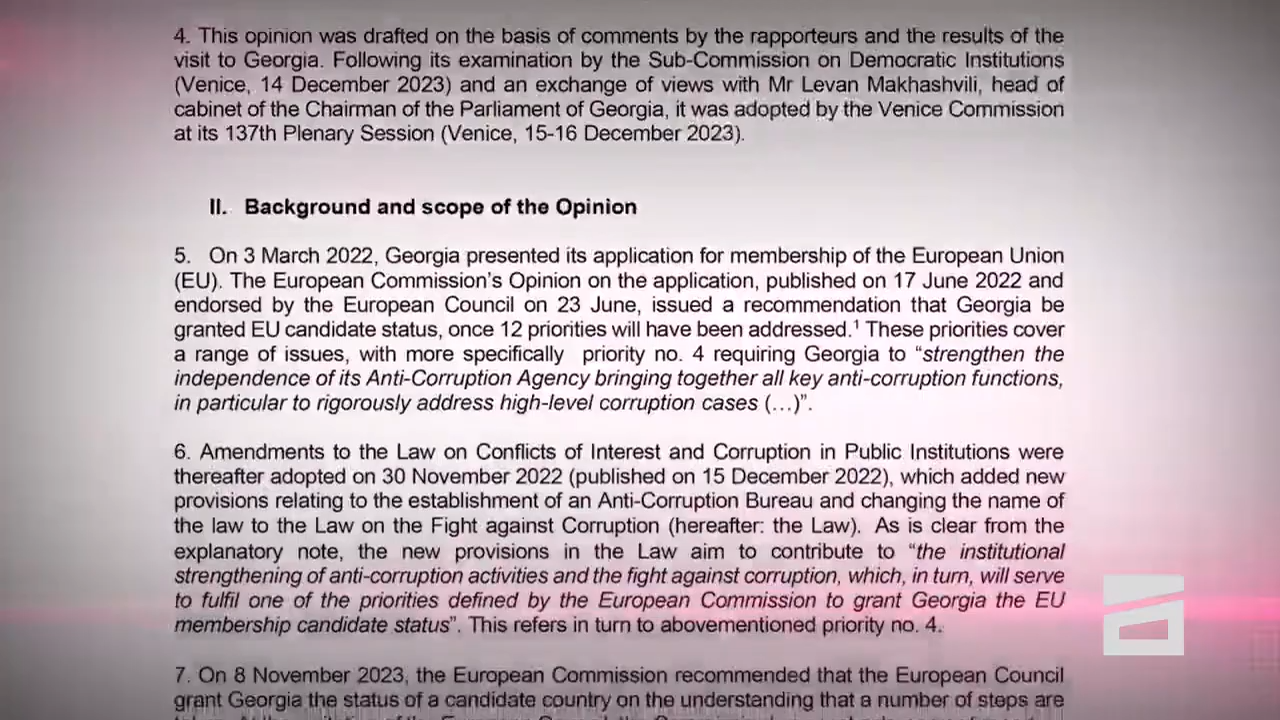 4. This opinion was drafted on the basis of comments by the rapporteurs and the results of the
visit to Georgia. Following its examination by the Sub-Commission on Democratic Institutions
(Venice, 14 December 2023) and an exchange of views with Mr Levan Makhashvili, head of
cabinet of the Chairman of the Parliament of Georgia, it was adopted by the Venice Commission
at its 137th Plenary Session (Venice, 15-16 December 2023).
II. Background and scope of the Opinion
5. On 3 March 2022, Georgia presented its application for membership of the European Union
(EU). The European Commission's Opinion on the application, published on 17 June 2022 and
endorsed by the European Council on 23 June, issued a recommendation that Georgia be
granted EU candidate status, once 12 priorities will have been addressed.¹ These priorities cover
a range of issues, with more specifically priority no. 4 requiring Georgia to “strengthen the
independence of its Anti-Corruption Agency bringing together all key anti-corruption functions,
in particular to rigorously address high-level corruption cases (…)”.
6. Amendments to the Law on Conflicts of Interest and Corruption in Public Institutions were
thereafter adopted on 30 November 2022 (published on 15 December 2022), which added new
provisions relating to the establishment of an Anti-Corruption Bureau and changing the name of
the law to the Law on the Fight against Corruption (hereafter: the Law). As is clear from the
explanatory note, the new provisions in the Law aim to contribute to “the institutional
strengthening of anti-corruption activities and the fight against corruption, which, in turn, will serve
to fulfil one of the priorities defined by the European Commission to grant Georgia the EU
membership candidate status”. This refers in turn to abovementioned priority no. 4.
7. On 8 November 2023, the European Commission recommended that the European Council
grant Georgia the status of a candidate country on the understanding that a number of steps are